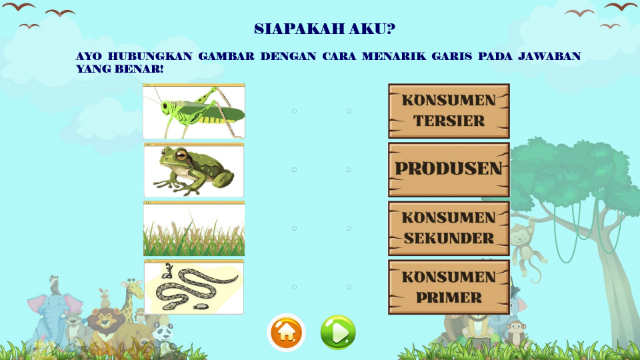 SIAPAKAH AKU?
AYO HUBUNGKAN GAMBAR DENGAN CARA MENARIK GARIS PADA JAWABAN
YANG BENAR!
KONSUMEN
TERSIER
PRODUSEN
KONSUMEN
SEKUNDER
KONSUMEN
PRIMER